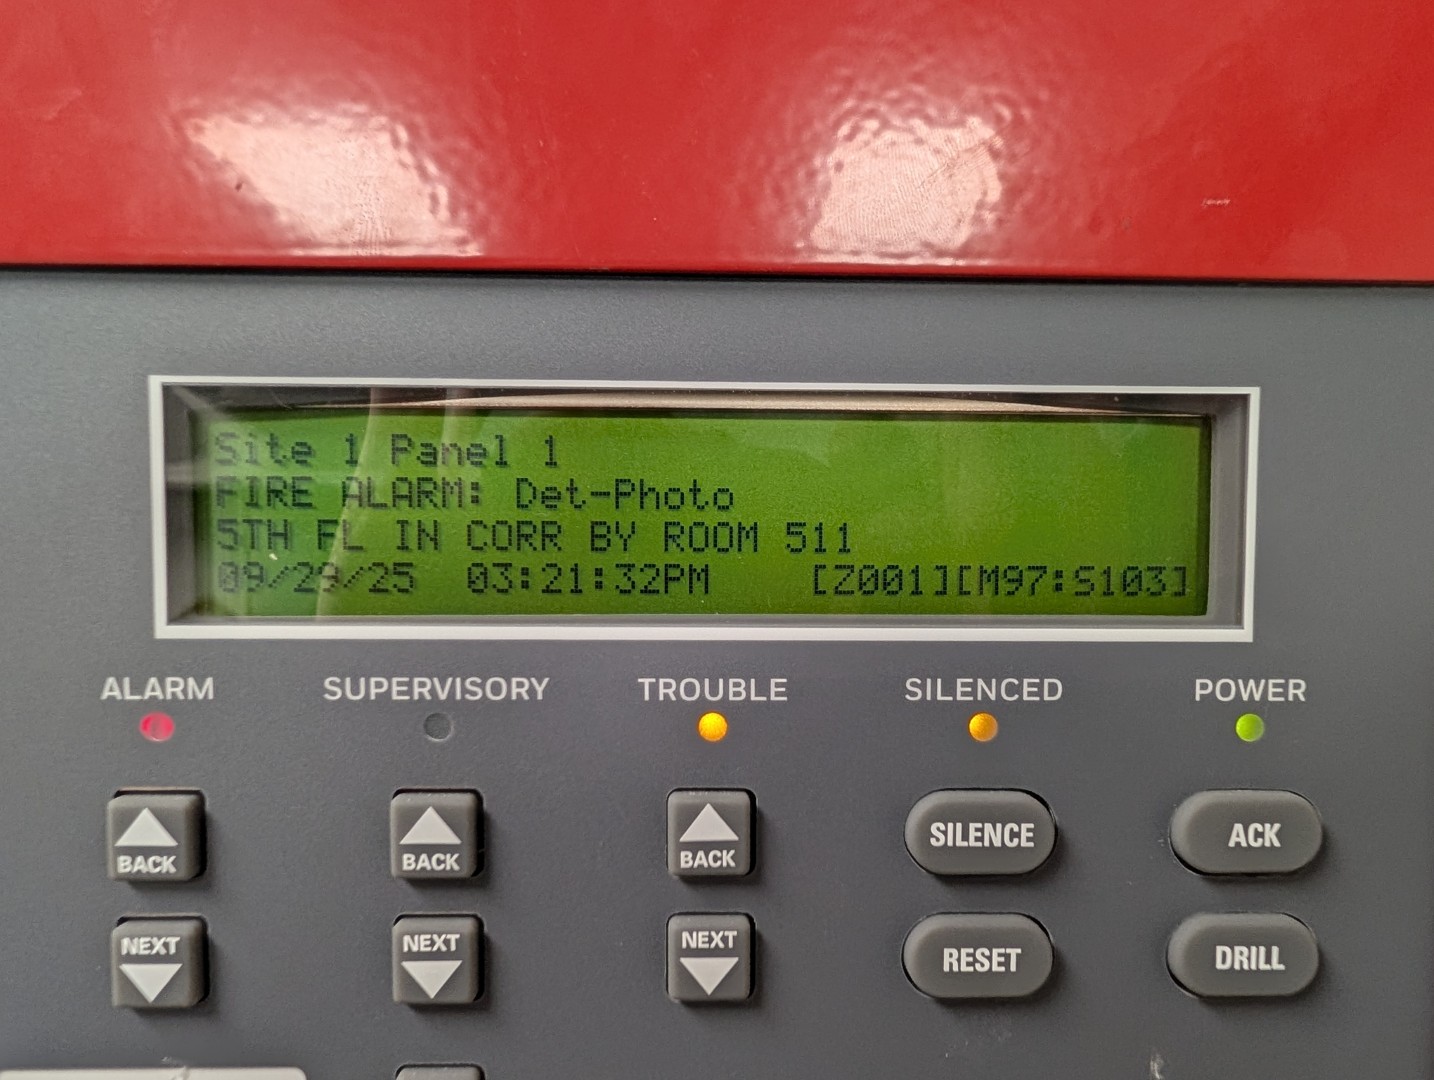 Site 1 Panel 1
FIRE ALARM: Det-Photo
5TH FL IN CORR BY ROOM 511
09/29/25 03:21:32PM [Z001][M97:S103]
ALARM SUPERVISORY TROUBLE SILENCED POWER
BACK BACK BACK SILENCE ACK
NEXT NEXT NEXT RESET DRILL